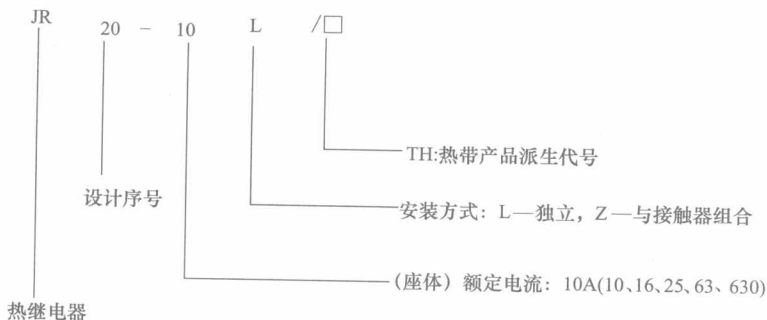 JR 20 - 10 L /□
TH:热带产品派生代号
设计序号
安装方式：L—独立，Z—与接触器组合
(座体）额定电流：10A(10、16、25、63、630)
热继电器